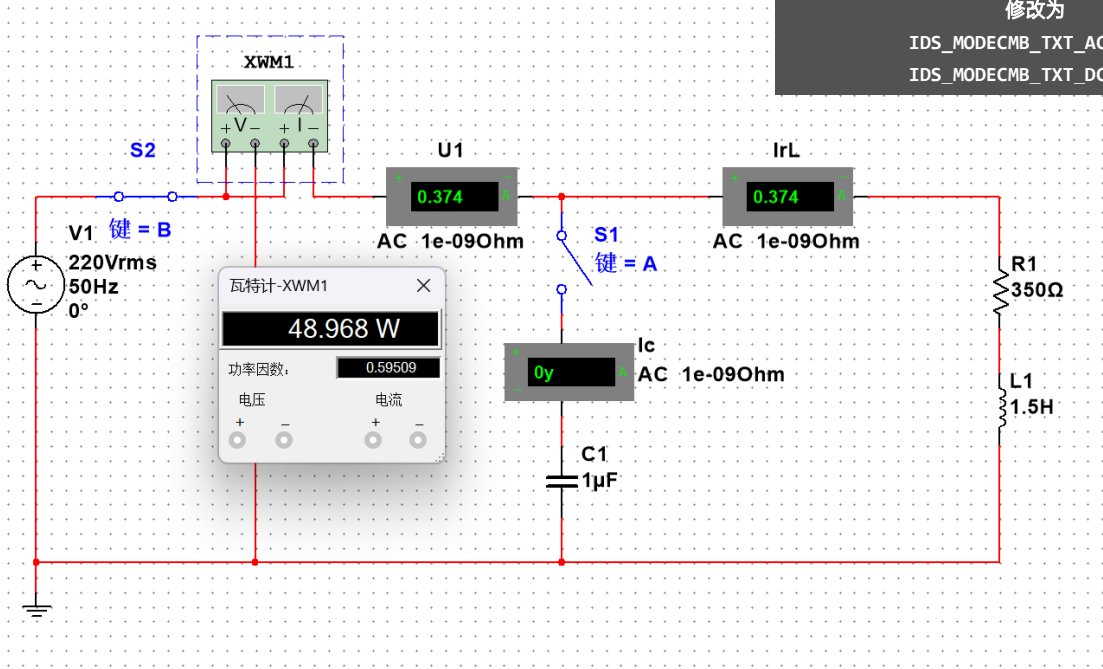 修改为
IDS_MODECMB_TXT_AC
IDS_MODECMB_TXT_DC
XWM1
+ V − + I −
S2
键 = B
U1
+ −
0.374 A
AC 1e-09Ohm
IrL
+ −
0.374 A
AC 1e-09Ohm
V1
220Vrms
50Hz
0°
+
−
S1
键 = A
R1
350Ω
瓦特计-XWM1
48.968 W
功率因数:
0.59509
电压 电流
+ − + −
Ic
+
0y A
−
AC 1e-09Ohm
L1
1.5H
C1
1µF